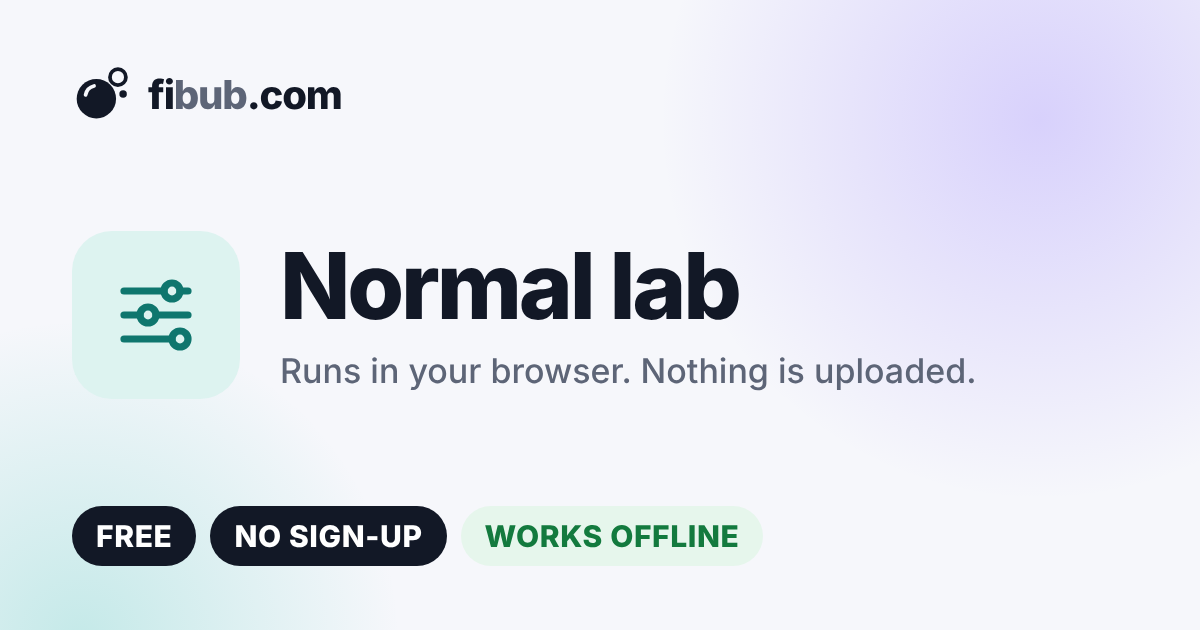 fibub.com
Normal lab
Runs in your browser. Nothing is uploaded.
FREE NO SIGN-UP WORKS OFFLINE